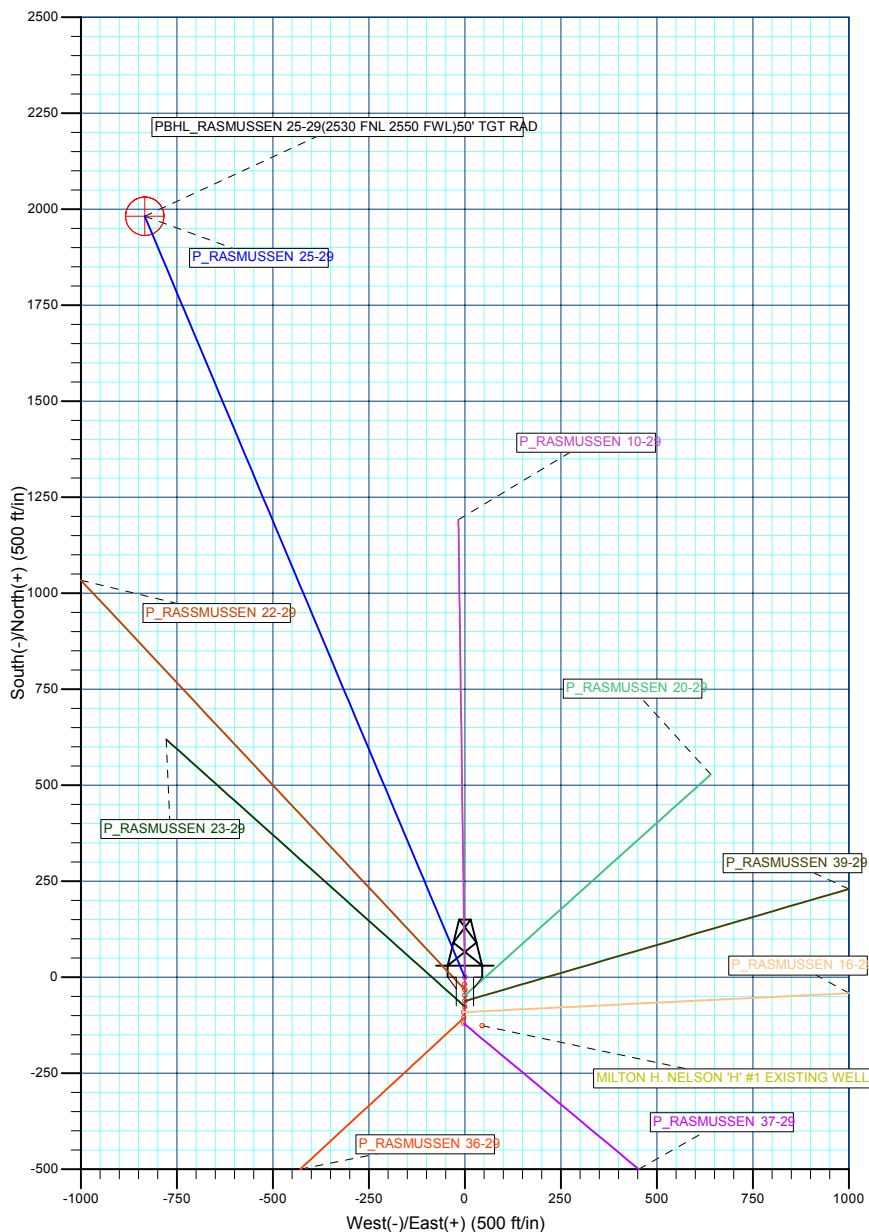 2500
2250
PBHL_RASMUSSEN 25-29(2530 FNL 2550 FWL)50' TGT RAD
2000
P_RASMUSSEN 25-29
1750
1500
P_RASMUSSEN 10-29
1250
1000
P_RASSMUSSEN 22-29
South(-)/North(+) (500 ft/in)
750
P_RASMUSSEN 20-29
500
P_RASMUSSEN 23-29
250
P_RASMUSSEN 39-29
0
P_RASMUSSEN 16-29
-250
MILTON H. NELSON 'H' #1 EXISTING WELL
P_RASMUSSEN 36-29
P_RASMUSSEN 37-29
-500
-1000 -750 -500 -250 0 250 500 750 1000
West(-)/East(+) (500 ft/in)